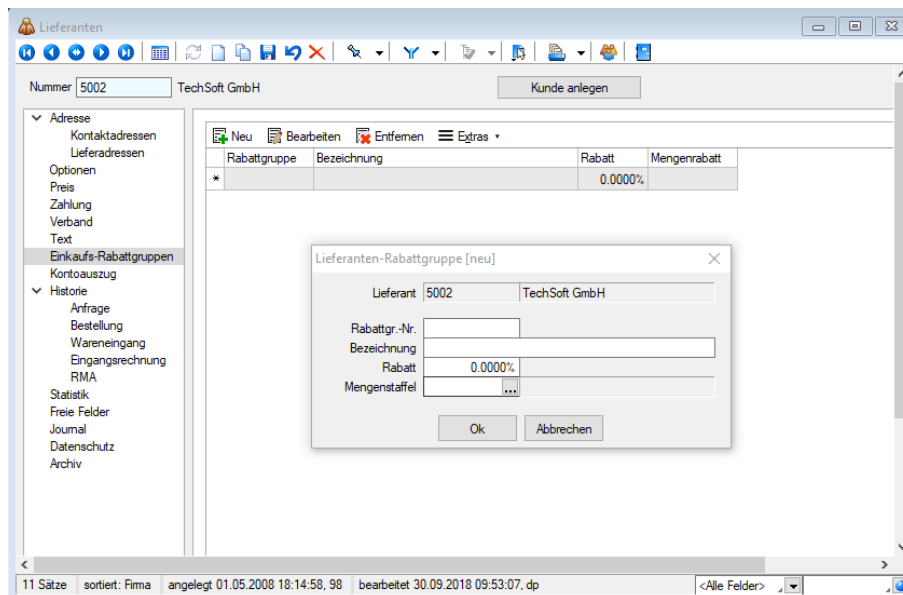 Lieferanten
Nummer 5002 TechSoft GmbH Kunde anlegen
Adresse
Kontaktadressen
Lieferadressen
Optionen
Preis
Zahlung
Verband
Text
Einkaufs-Rabattgruppen
Kontoauszug
Historie
Anfrage
Bestellung
Wareneingang
Eingangsrechnung
RMA
Statistik
Freie Felder
Journal
Datenschutz
Archiv
Neu Bearbeiten Entfernen Extras
Rabattgruppe Bezeichnung Rabatt Mengenrabatt
* 0.0000%
Lieferanten-Rabattgruppe [neu]
Lieferant 5002 TechSoft GmbH
Rabattgr.-Nr.
Bezeichnung
Rabatt 0.0000%
Mengenstaffel ...
Ok Abbrechen
11 Sätze sortiert: Firma angelegt 01.05.2008 18:14:58, 98 bearbeitet 30.09.2018 09:53:07, dp <Alle Felder>